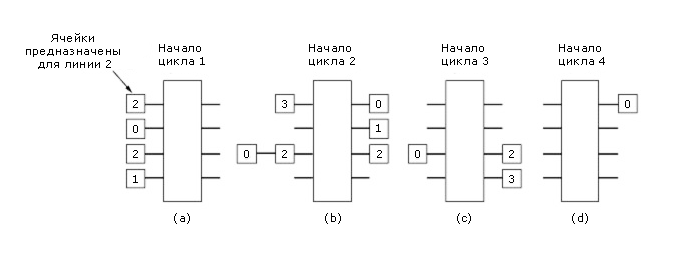 Ячейки
предназначены
для линии 2
Начало
цикла 1
Начало
цикла 2
Начало
цикла 3
Начало
цикла 4
2
0
2
1
3 0
1
0 2 2
0 2
3
0
(a)
(b)
(c)
(d)